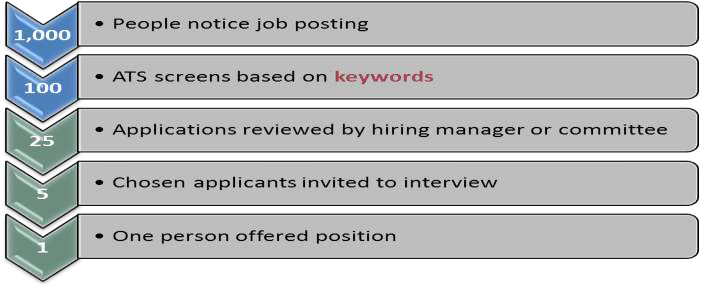 1,000 • People notice job posting
100 • ATS screens based on keywords
25 • Applications reviewed by hiring manager or committee
5 • Chosen applicants invited to interview
1 • One person offered position